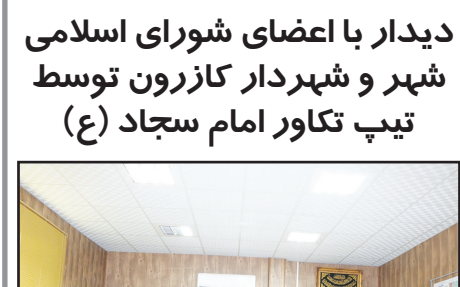 دیدار با اعضای شورای اسلامی
شهر و شهردار کازرون توسط
تیپ تکاور امام سجاد (ع)